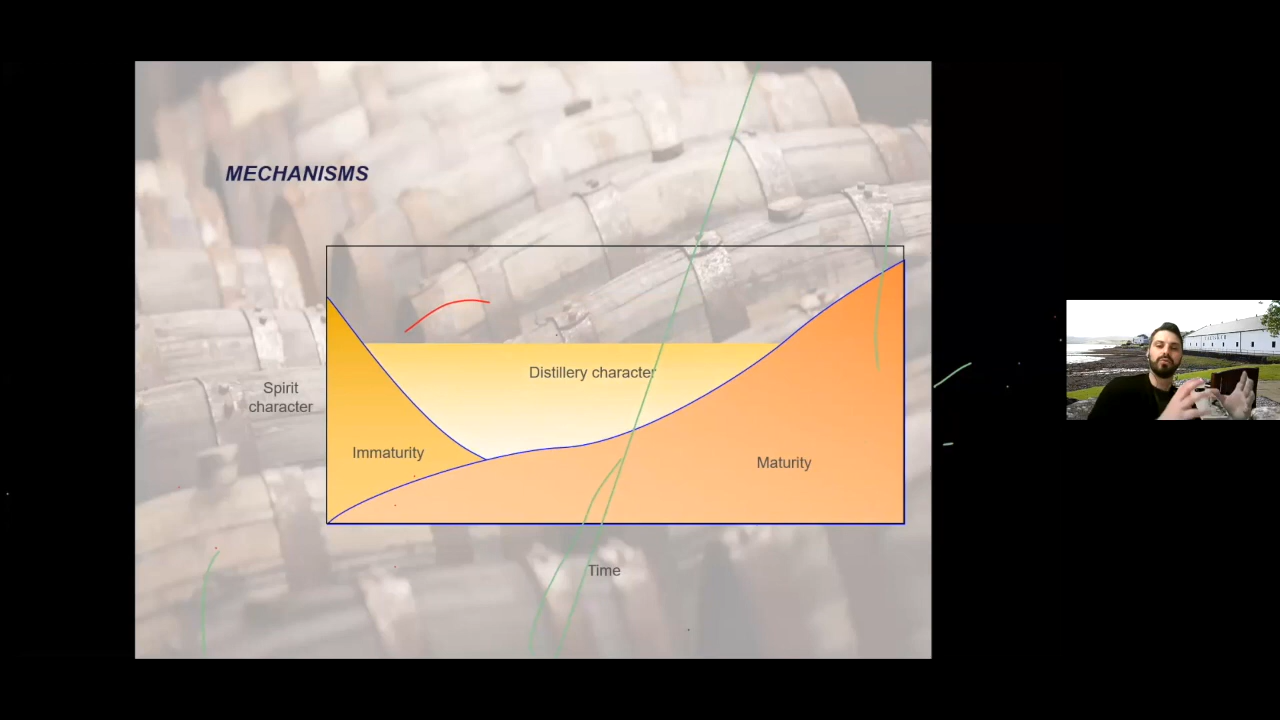 MECHANISMS
Distillery character
Spirit
character
Immaturity
Maturity
Time